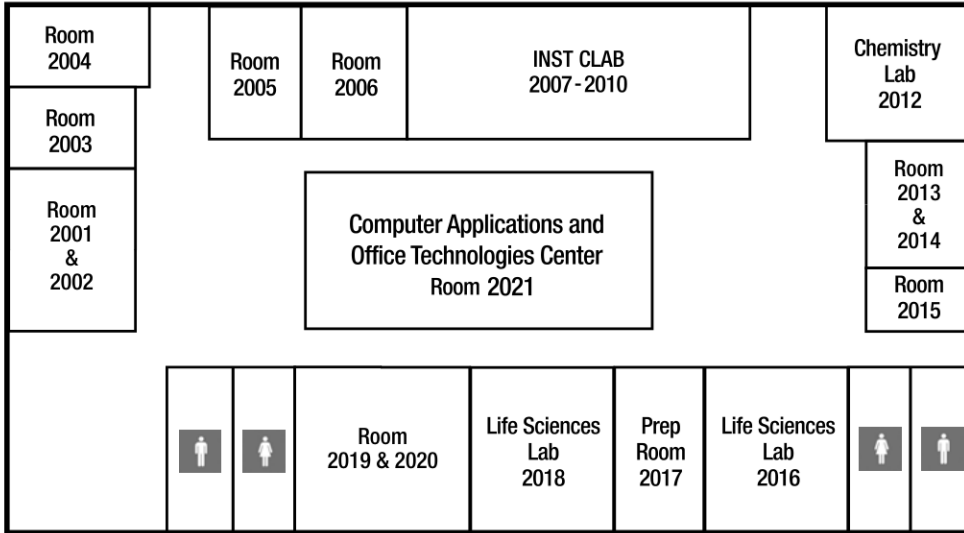 Room
2004
Room
2005
Room
2006
INST CLAB
2007-2010
Chemistry
Lab
2012
Room
2003
Room
2001
&
2002
Computer Applications and
Office Technologies Center
Room 2021
Room
2013
&
2014
Room
2015
Room
2019 & 2020
Life Sciences
Lab
2018
Prep
Room
2017
Life Sciences
Lab
2016